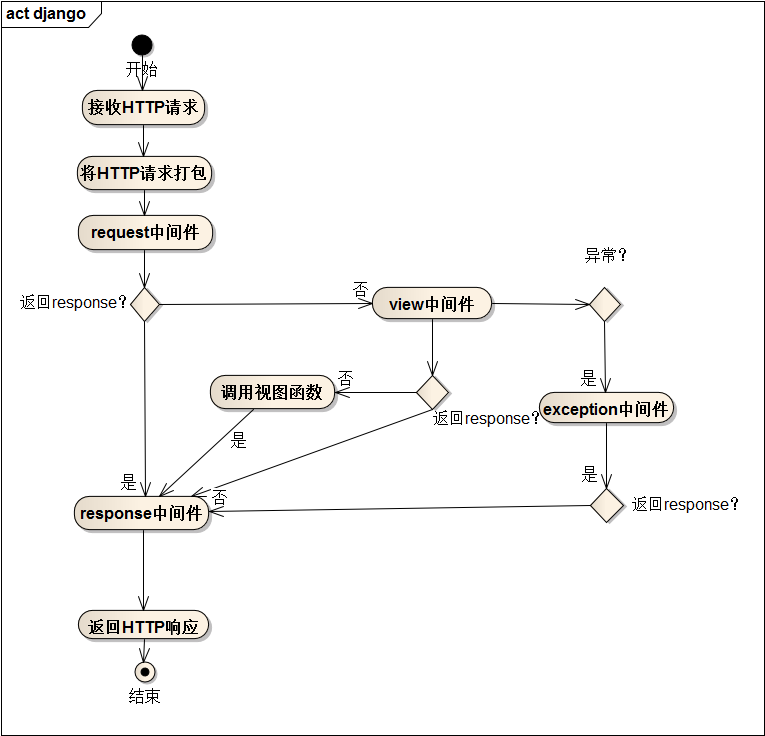 act django
开始
接收HTTP请求
将HTTP请求打包
request中间件
异常？
返回response？
否
view中间件
是
调用视图函数
否
返回response？
exception中间件
是
是
是
否
response中间件
返回response？
返回HTTP响应
结束